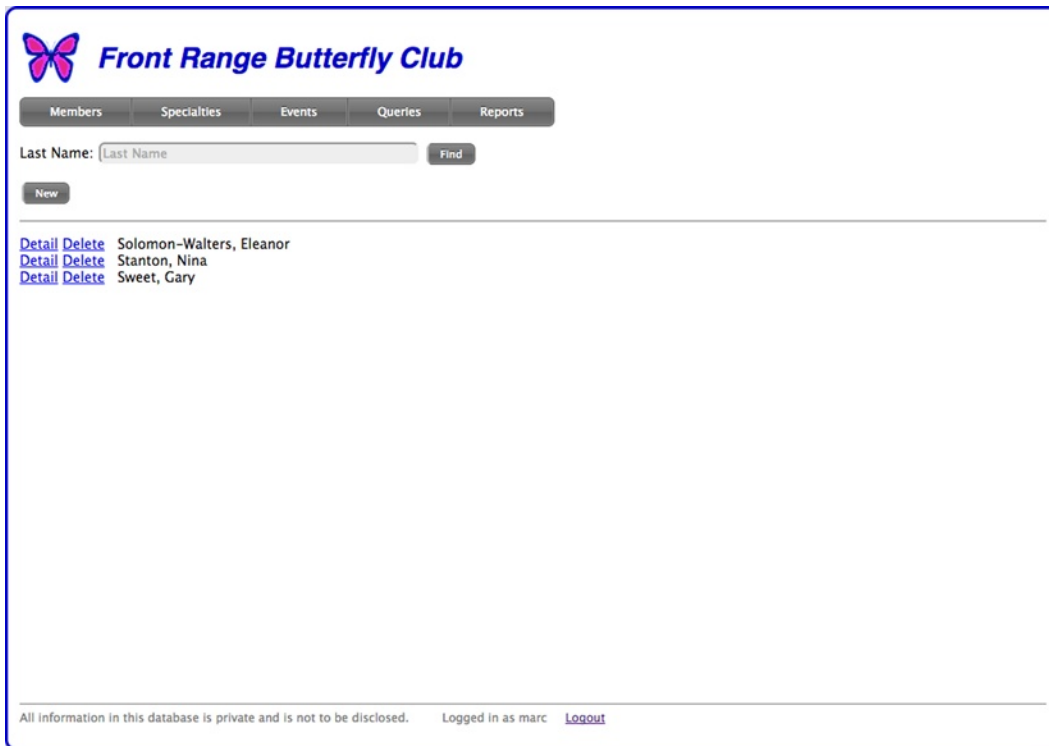 Front Range Butterfly Club
Members Specialties Events Queries Reports
Last Name: Last Name Find
New
Detail Delete Solomon-Walters, Eleanor
Detail Delete Stanton, Nina
Detail Delete Sweet, Gary
All information in this database is private and is not to be disclosed. Logged in as marc Logout